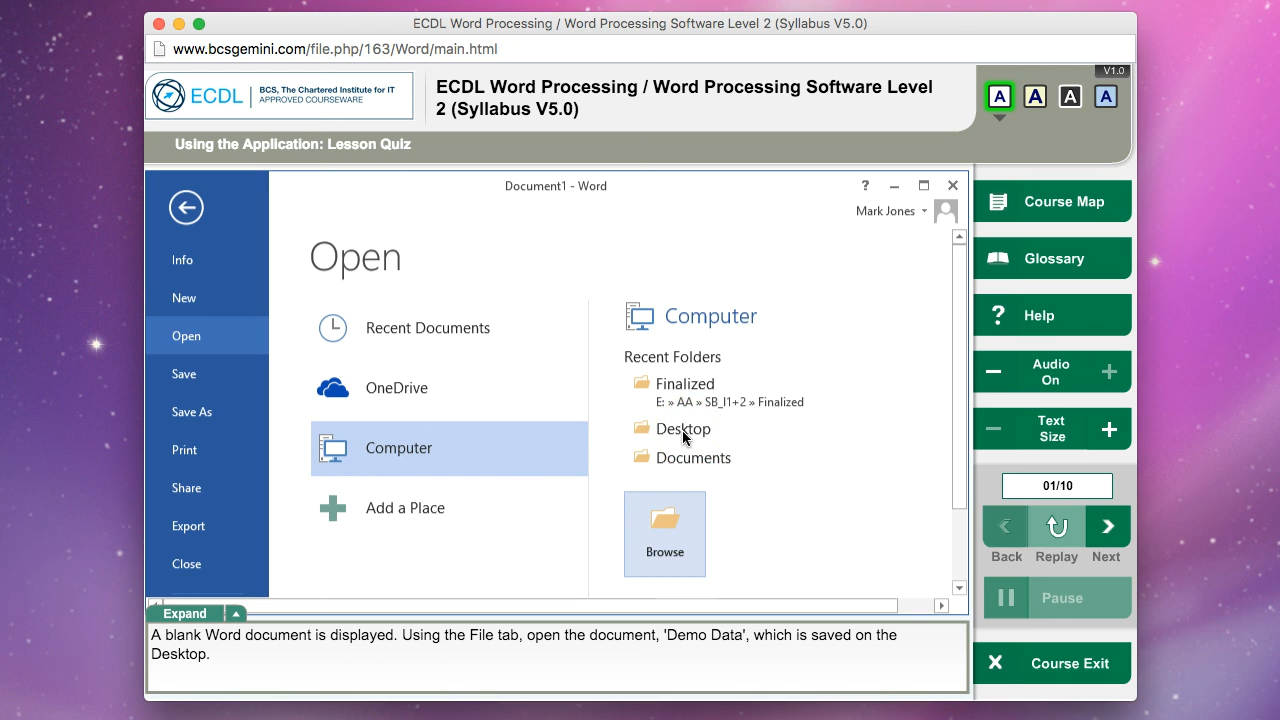 ECDL Word Processing / Word Processing Software Level 2 (Syllabus V5.0)
www.bcsgemini.com/file.php/163/Word/main.html
ECDL
BCS, The Chartered Institute for IT
APPROVED COURSEWARE
ECDL Word Processing / Word Processing Software Level
2 (Syllabus V5.0)
V1.0
A A A A
Using the Application: Lesson Quiz
Document1 - Word
?
Mark Jones
Info
New
Open
Save
Save As
Print
Share
Export
Close
Open
Recent Documents
OneDrive
Computer
Add a Place
Computer
Recent Folders
Finalized
E: » AA » SB_I1+2 » Finalized
Desktop
Documents
Browse
Course Map
Glossary
? Help
Audio
On
Text
Size
01/10
Back Replay Next
Pause
Course Exit
Expand
A blank Word document is displayed. Using the File tab, open the document, 'Demo Data', which is saved on the
Desktop.